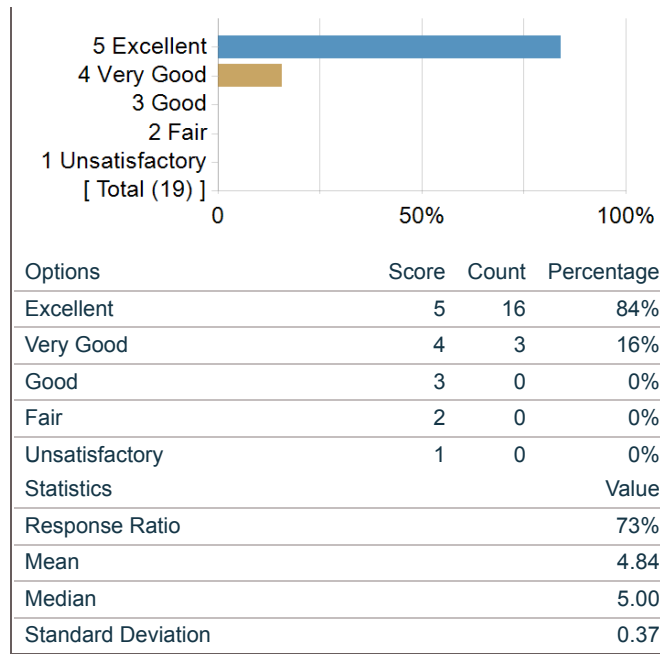 5 Excellent
4 Very Good
3 Good
2 Fair
1 Unsatisfactory
[ Total (19) ]
0 50% 100%
Options Score Count Percentage
Excellent 5 16 84%
Very Good 4 3 16%
Good 3 0 0%
Fair 2 0 0%
Unsatisfactory 1 0 0%
Statistics Value
Response Ratio 73%
Mean 4.84
Median 5.00
Standard Deviation 0.37